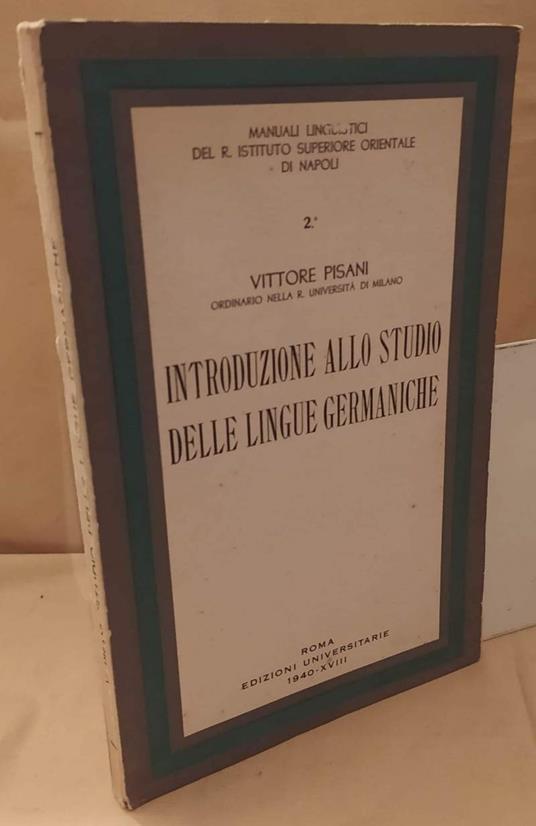 MANUALI LINGUISTICI
DEL R. ISTITUTO SUPERIORE ORIENTALE
DI NAPOLI
2.°
VITTORE PISANI
ORDINARIO NELLA R. UNIVERSITÀ DI MILANO
INTRODUZIONE ALLO STUDIO
DELLE LINGUE GERMANICHE
ROMA
EDIZIONI UNIVERSITARIE
1940-XVIII